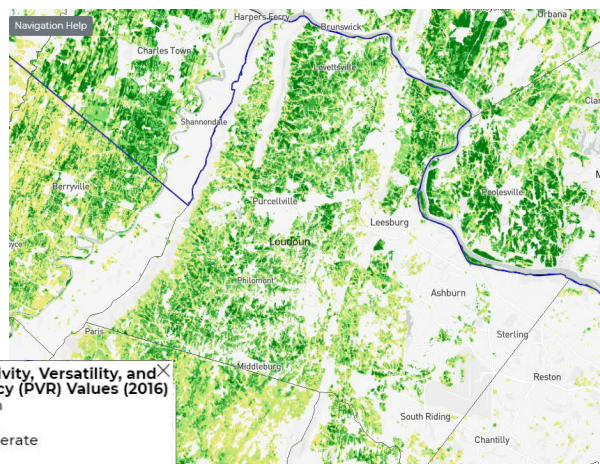 Navigation Help
Harpers Ferry
Brunswick
Urbana
Charles Town
Lovettsville
Shannondale
Berryville
Poolesville
Purcellville
Leesburg
Loudoun
Philomont
Ashburn
Paris
Sterling
Middleburg
Reston
ivity, Versatility, and
cy (PVR) Values (2016)
erate
South Riding
Chantilly